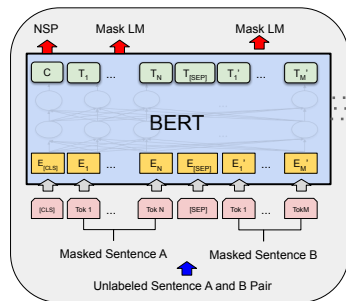 NSP Mask LM Mask LM
C T1 ... TN T[SEP] T1' ... TM'
BERT
E[CLS] E1 ... EN E[SEP] E1' ... EM'
[CLS] Tok 1 ... Tok N [SEP] Tok 1 ... TokM
Masked Sentence A Masked Sentence B
Unlabeled Sentence A and B Pair